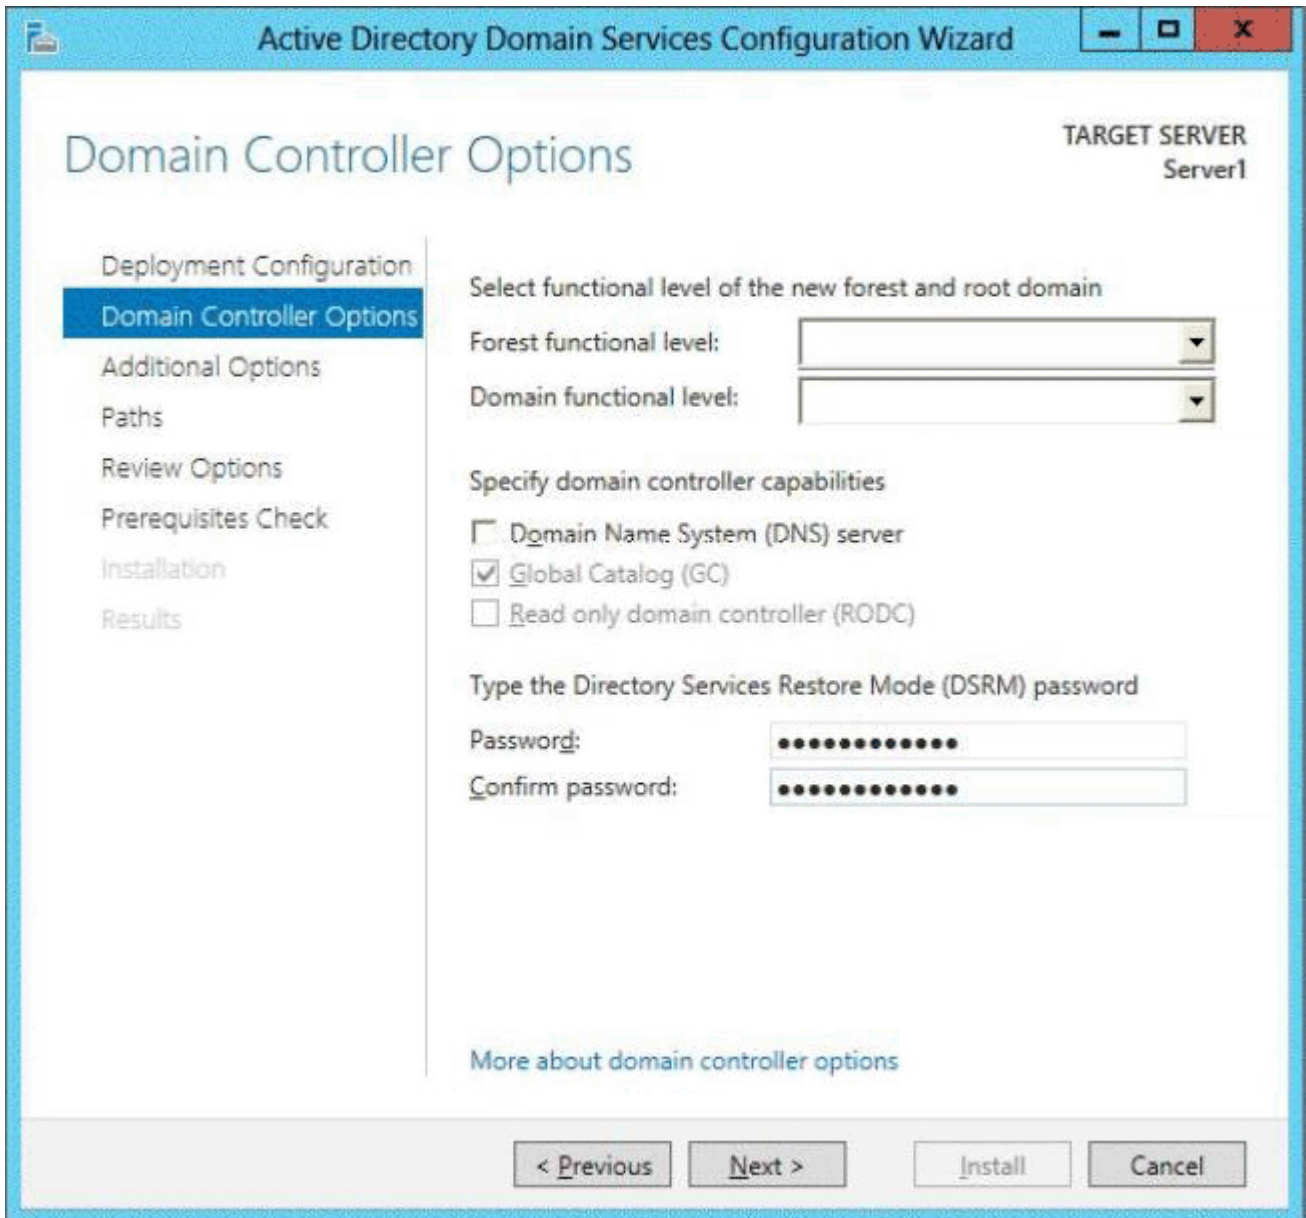 Active Directory Domain Services Configuration Wizard
Domain Controller Options
TARGET SERVER
Server1
Deployment Configuration
Domain Controller Options
Additional Options
Paths
Review Options
Prerequisites Check
Installation
Results
Select functional level of the new forest and root domain
Forest functional level:
Domain functional level:
Specify domain controller capabilities
Domain Name System (DNS) server
Global Catalog (GC)
Read only domain controller (RODC)
Type the Directory Services Restore Mode (DSRM) password
Password: ●●●●●●●●●●●●
Confirm password: ●●●●●●●●●●●●
More about domain controller options
< Previous Next > Install Cancel